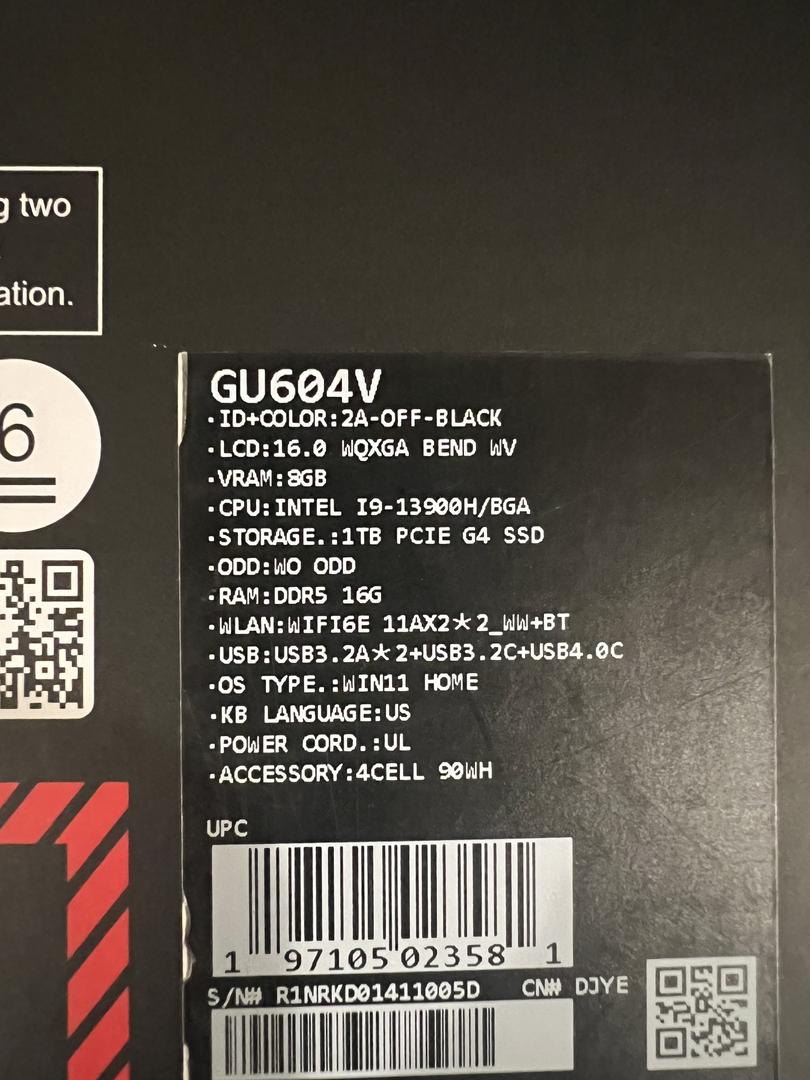 g two
ation.
6
GU604V
·ID+COLOR:2A-OFF-BLACK
·LCD:16.0 WQXGA BEND WV
·VRAM:8GB
·CPU:INTEL I9-13900H/BGA
·STORAGE.:1TB PCIE G4 SSD
·ODD:WO ODD
·RAM:DDR5 16G
·WLAN:WIFI6E 11AX2*2_WW+BT
·USB:USB3.2A*2+USB3.2C+USB4.0C
·OS TYPE.:WIN11 HOME
·KB LANGUAGE:US
·POWER CORD.:UL
·ACCESSORY:4CELL 90WH
UPC
1 97105 02358 1
S/N# R1NRKD01411005D CN# DJYE